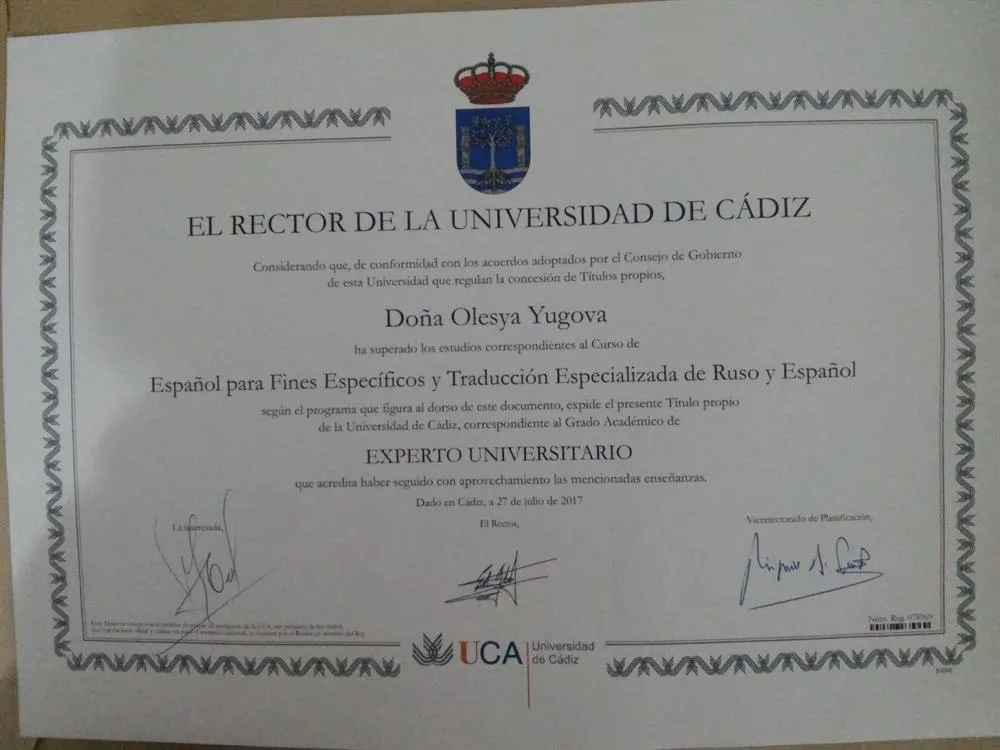 EL RECTOR DE LA UNIVERSIDAD DE CÁDIZ
Considerando que, de conformidad con los acuerdos adoptados por el Consejo de Gobierno
de esta Universidad que regulan la concesión de Títulos propios,
Doña Olesya Yugova
ha superado los estudios correspondientes al Curso de
Español para Fines Específicos y Traducción Especializada de Ruso y Español
según el programa que figura al dorso de este documento, expide el presente Título propio
de la Universidad de Cádiz, correspondiente al Grado Académico de
EXPERTO UNIVERSITARIO
que acredita haber seguido con aprovechamiento las mencionadas enseñanzas.
Dado en Cádiz, a 27 de julio de 2017
La interesada,
El Rector,
Vicerrectorado de Planificación,
Núm. Reg. 078969
UCA
Universidad
de Cádiz